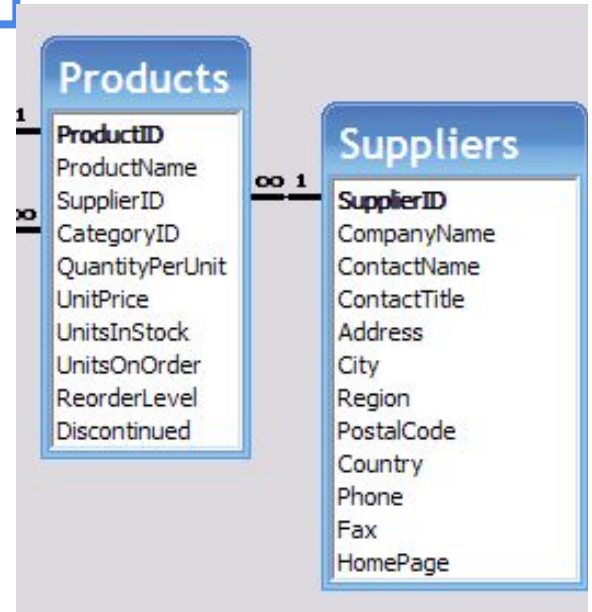 Products
1
ProductID
ProductName
SupplierID
∞ 1
∞
CategoryID
QuantityPerUnit
UnitPrice
UnitsInStock
UnitsOnOrder
ReorderLevel
Discontinued
Suppliers
SupplierID
CompanyName
ContactName
ContactTitle
Address
City
Region
PostalCode
Country
Phone
Fax
HomePage